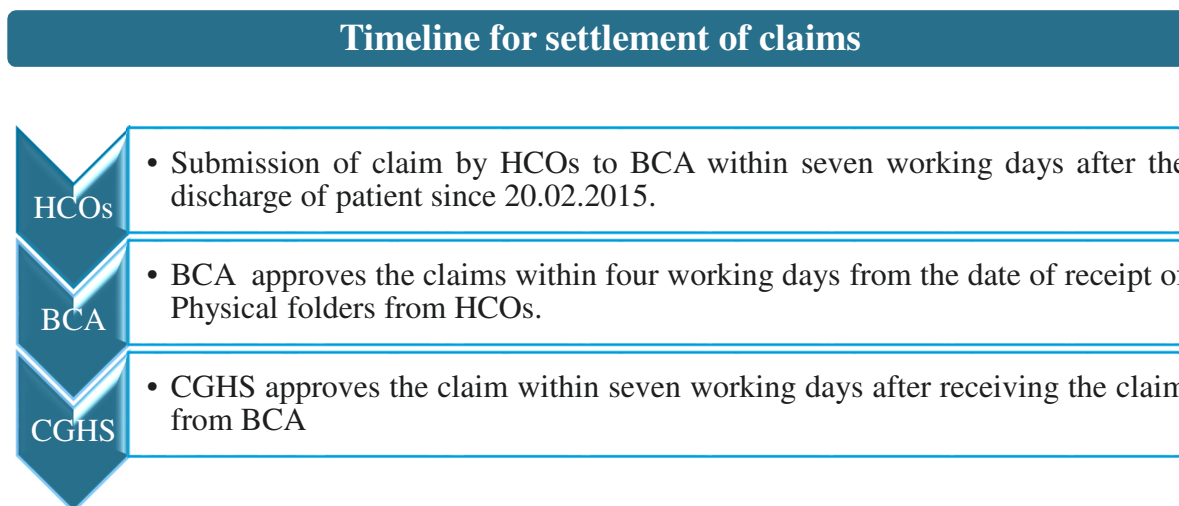 Timeline for settlement of claims
HCOs
• Submission of claim by HCOs to BCA within seven working days after the
discharge of patient since 20.02.2015.
BCA
• BCA approves the claims within four working days from the date of receipt of
Physical folders from HCOs.
CGHS
• CGHS approves the claim within seven working days after receiving the claim
from BCA